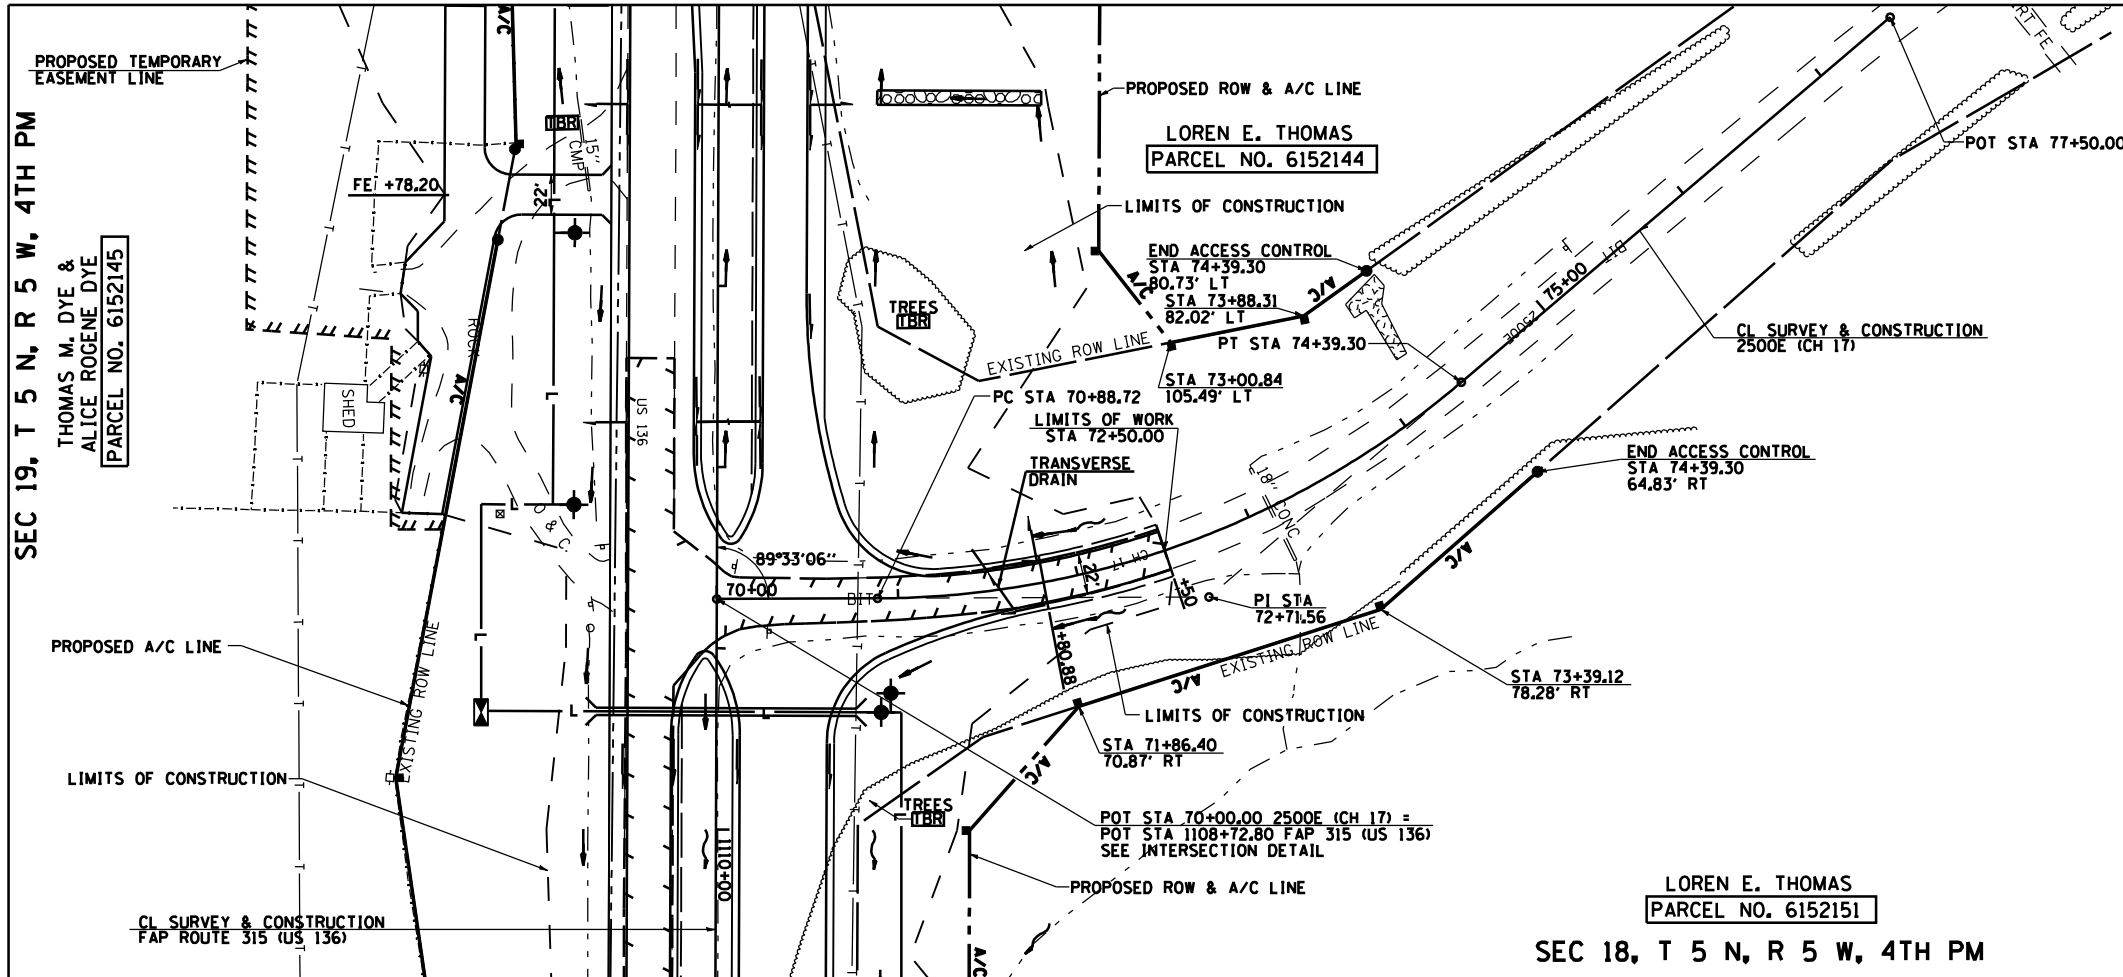 PROPOSED TEMPORARY
EASEMENT LINE
SEC 19, T 5 N, R 5 W, 4TH PM
THOMAS M. DYE &
ALICE ROGENE DYE
PARCEL NO. 6152145
FE +78.20
TBR
15"
CMP
22'
A/C
ROCK
A/C
SHED
US 136
TREES
TBR
PROPOSED ROW & A/C LINE
LOREN E. THOMAS
PARCEL NO. 6152144
LIMITS OF CONSTRUCTION
END ACCESS CONTROL
STA 74+39.30
80.73' LT
STA 73+88.31
82.02' LT
A/C
A/C
EXISTING ROW LINE
PT STA 74+39.30
STA 73+00.84
105.49' LT
PC STA 70+88.72
LIMITS OF WORK
STA 72+50.00
TRANSVERSE
DRAIN
POT STA 77+50.00
RT FE
BIT
75+00
2500E
CL SURVEY & CONSTRUCTION
2500E (CH 17)
END ACCESS CONTROL
STA 74+39.30
64.83' RT
A/C
18" CONC
L
L
O & C
89°33'06"
70+00
BIT
CH 17
22'
+50
+80.88
PI STA
72+71.56
EXISTING ROW LINE
A/C
STA 73+39.12
78.28' RT
LIMITS OF CONSTRUCTION
STA 71+86.40
70.87' RT
A/C
PROPOSED A/C LINE
EXISTING ROW LINE
L
L
L
L
LIMITS OF CONSTRUCTION
TREES
TBR
1110+00
POT STA 70+00.00 2500E (CH 17) =
POT STA 1108+72.80 FAP 315 (US 136)
SEE INTERSECTION DETAIL
PROPOSED ROW & A/C LINE
A/C
CL SURVEY & CONSTRUCTION
FAP ROUTE 315 (US 136)
LOREN E. THOMAS
PARCEL NO. 6152151
SEC 18, T 5 N, R 5 W, 4TH PM